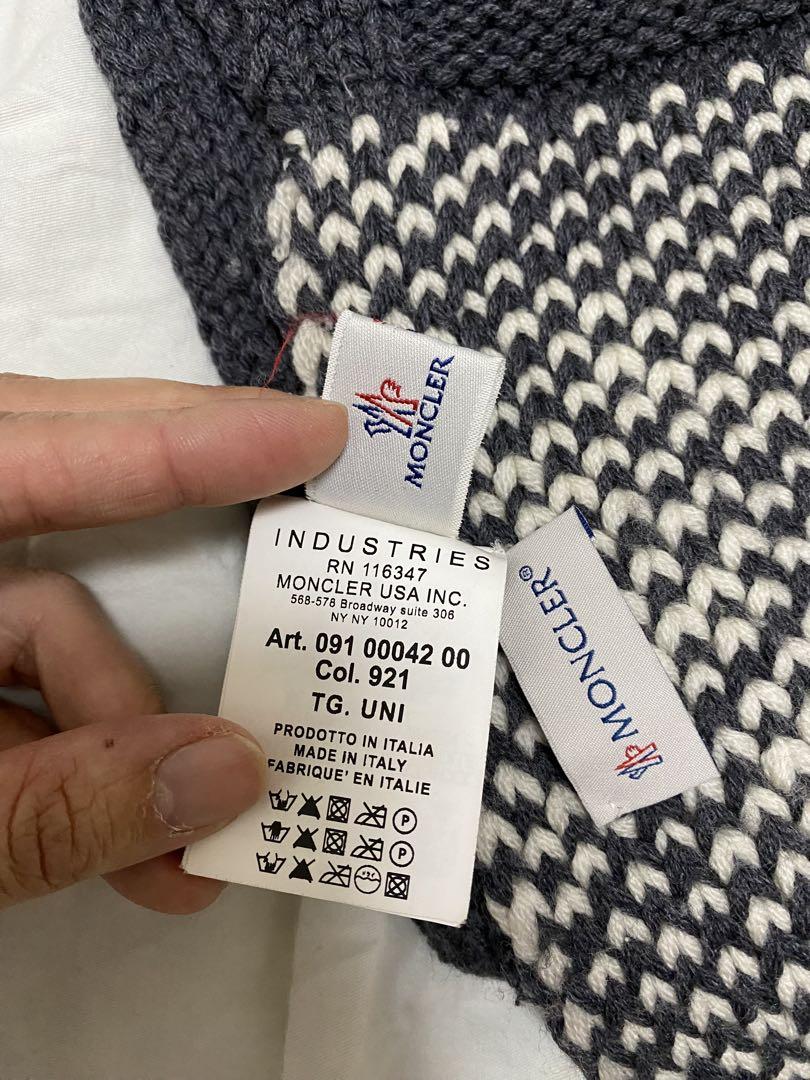 MONCLER
INDUSTRIES
RN 116347
MONCLER USA INC.
568-578 Broadway suite 306
NY NY 10012
Art. 091 00042 00
Col. 921
TG. UNI
PRODOTTO IN ITALIA
MADE IN ITALY
FABRIQUE' EN ITALIE
P
P
MONCLER®